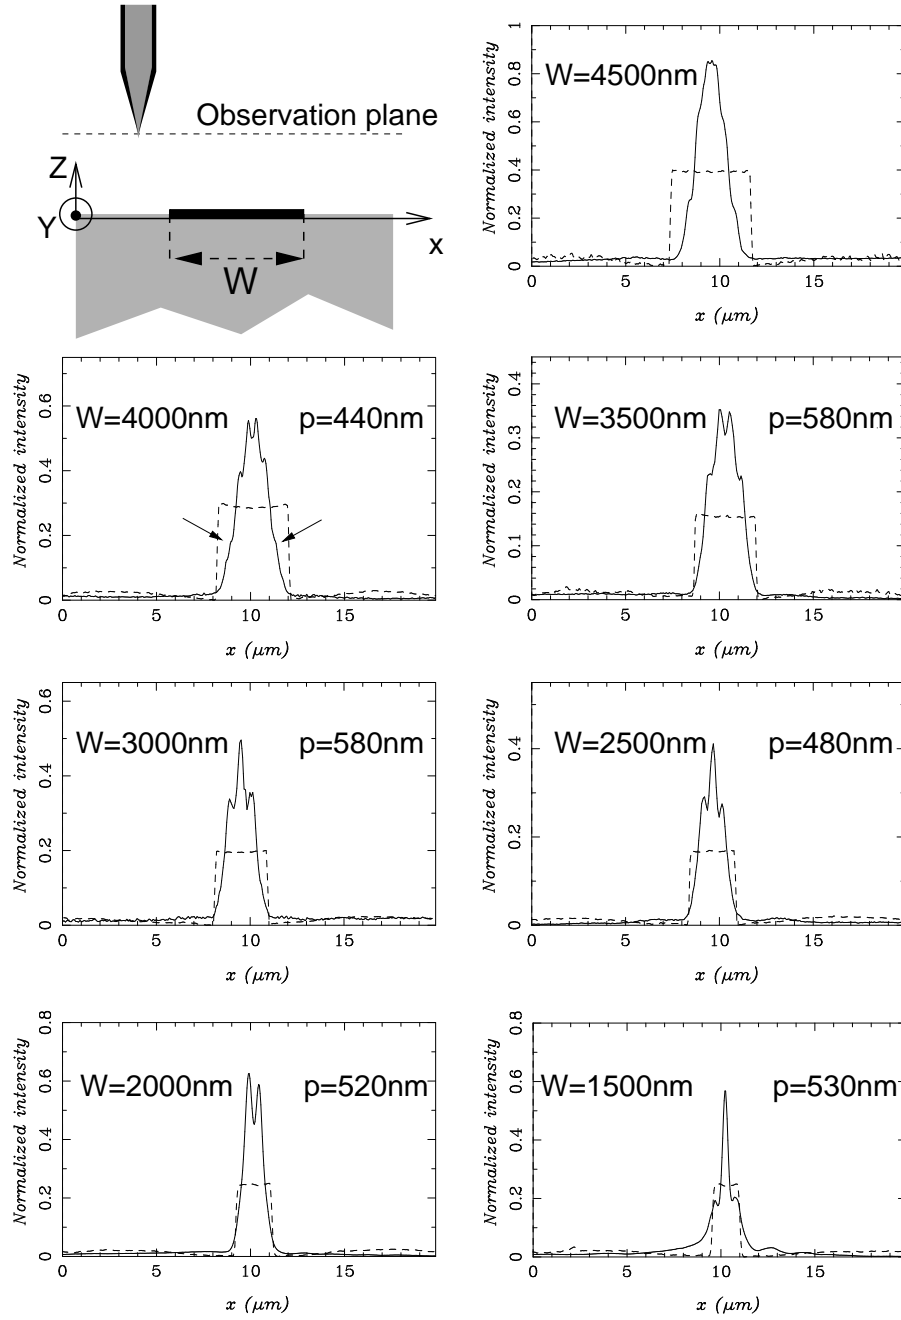 Observation plane
Z
Y
x
W
Normalized intensity
1
0.8
0.6
0.4
0.2
0
W=4500nm
0 5 10 15
x (μm)
Normalized intensity
0.6
0.4
0.2
0
W=4000nm p=440nm
0 5 10 15
x (μm)
Normalized intensity
0.4
0.3
0.2
0.1
0
W=3500nm p=580nm
0 5 10 15
x (μm)
Normalized intensity
0.6
0.4
0.2
0
W=3000nm p=580nm
0 5 10 15
x (μm)
Normalized intensity
0.4
0.2
0
W=2500nm p=480nm
0 5 10 15
x (μm)
Normalized intensity
0.8
0.6
0.4
0.2
0
W=2000nm p=520nm
0 5 10 15
x (μm)
Normalized intensity
0.8
0.6
0.4
0.2
0
W=1500nm p=530nm
0 5 10 15
x (μm)